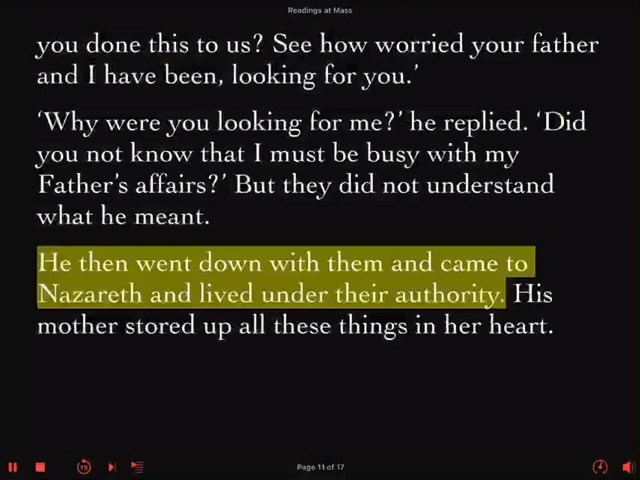 Readings at Mass
you done this to us? See how worried your father
and I have been, looking for you.’
‘Why were you looking for me?’ he replied. ‘Did
you not know that I must be busy with my
Father’s affairs?’ But they did not understand
what he meant.
He then went down with them and came to
Nazareth and lived under their authority. His
mother stored up all these things in her heart.
15
Page 11 of 17